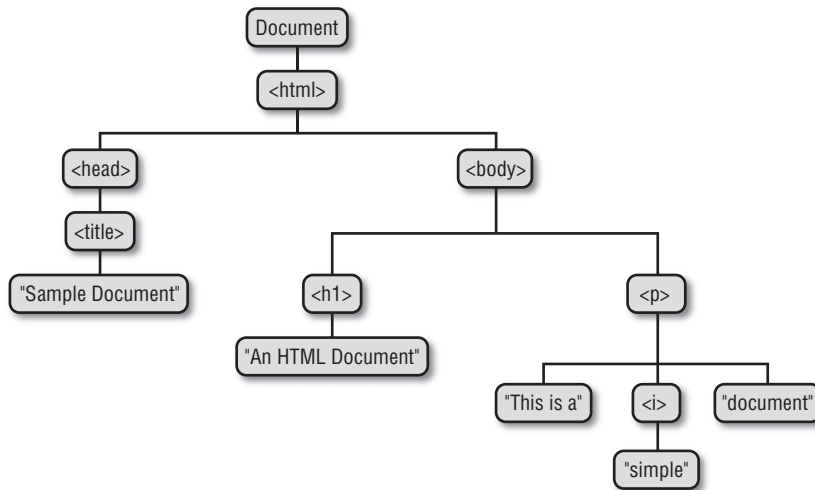 Document
<html>
<head>
<body>
<title>
"Sample Document"
<h1>
<p>
"An HTML Document"
"This is a"
<i>
"document"
"simple"